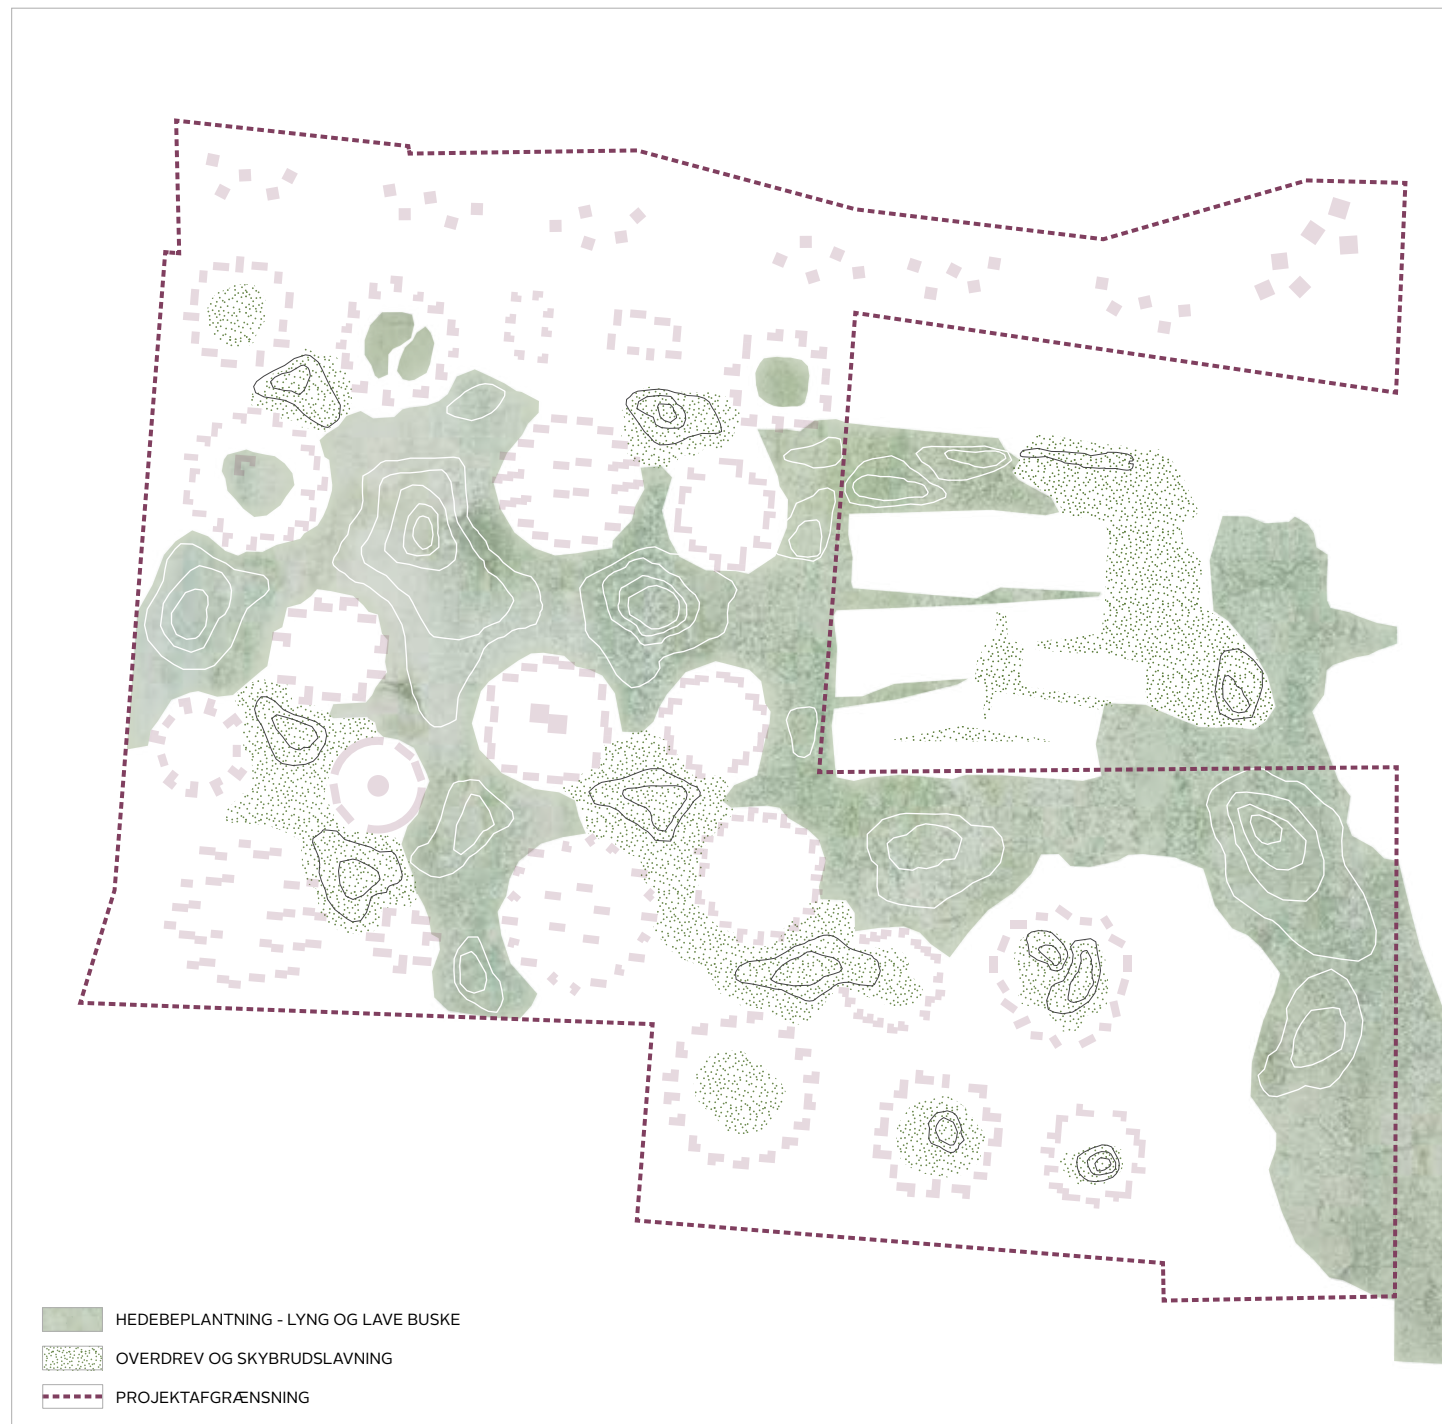 HEDEBEPLANTNING - LYNG OG LAVE BUSKE
OVERDREV OG SKYBRUDSLAVNING
PROJEKTAFGRÆNSNING